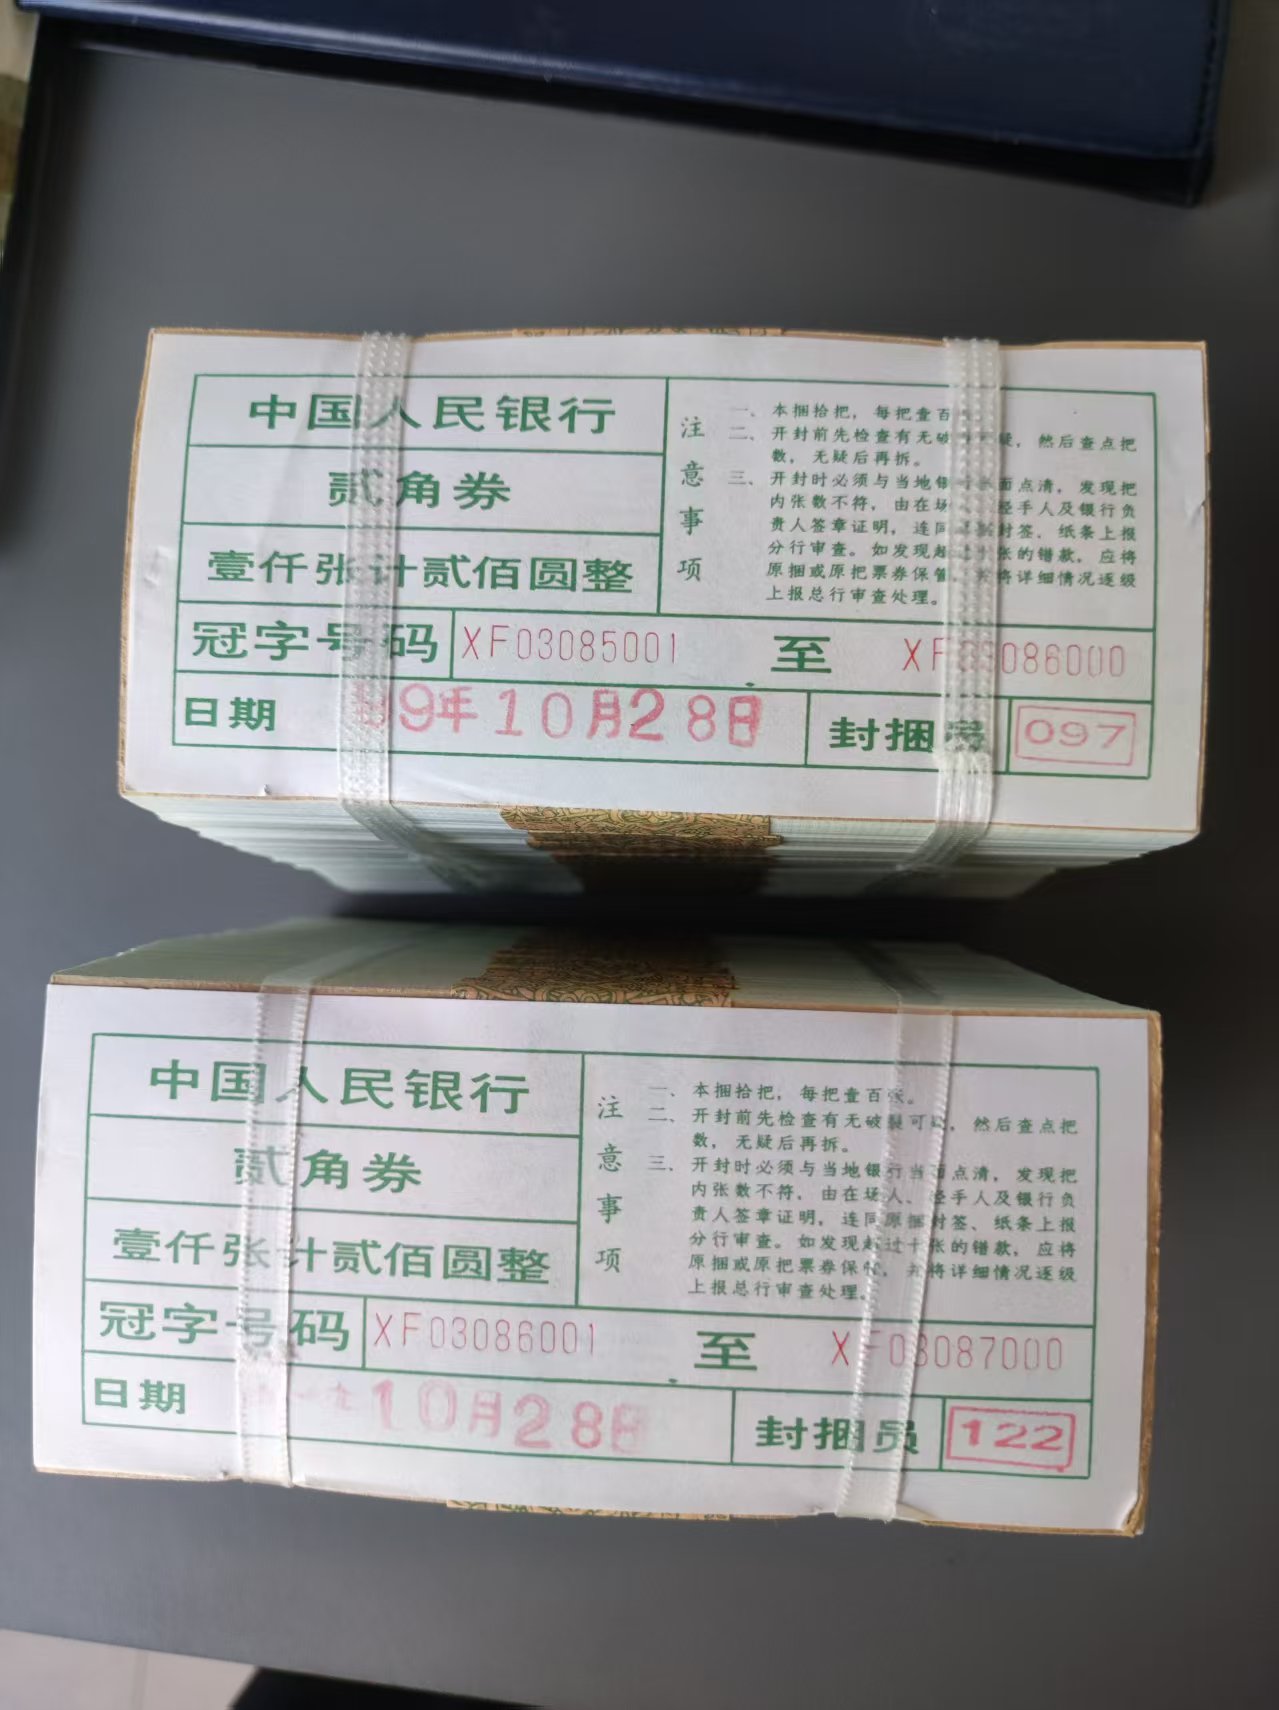 中国人民银行
贰角券
壹仟张计贰佰圆整
注意事项
一、本捆拾把，每把壹百
二、开封前先检查有无破 疑，然后查点把
数，无疑后再拆。
三、开封时必须与当地银 面点清，发现把
内张数不符，由在场 经手人及银行负
责人签章证明，连同 封签、纸条上报
分行审查。如发现超过十张的错款，应将
原捆或原把票券保管，并将详细情况逐级
上报总行审查处理。
冠字号码 XF03085001 至 XF03086000
日期 99年10月28日 封捆员 097
中国人民银行
贰角券
壹仟张计贰佰圆整
注意事项
一、本捆拾把，每把壹百张。
二、开封前先检查有无破裂可疑，然后查点把
数，无疑后再拆。
三、开封时必须与当地银行当面点清，发现把
内张数不符，由在场人、经手人及银行负
责人签章证明，连同原捆封签、纸条上报
分行审查。如发现超过十张的错款，应将
原捆或原把票券保管，并将详细情况逐级
上报总行审查处理。
冠字号码 XF03086001 至 XF03087000
日期 10月28日 封捆员 122